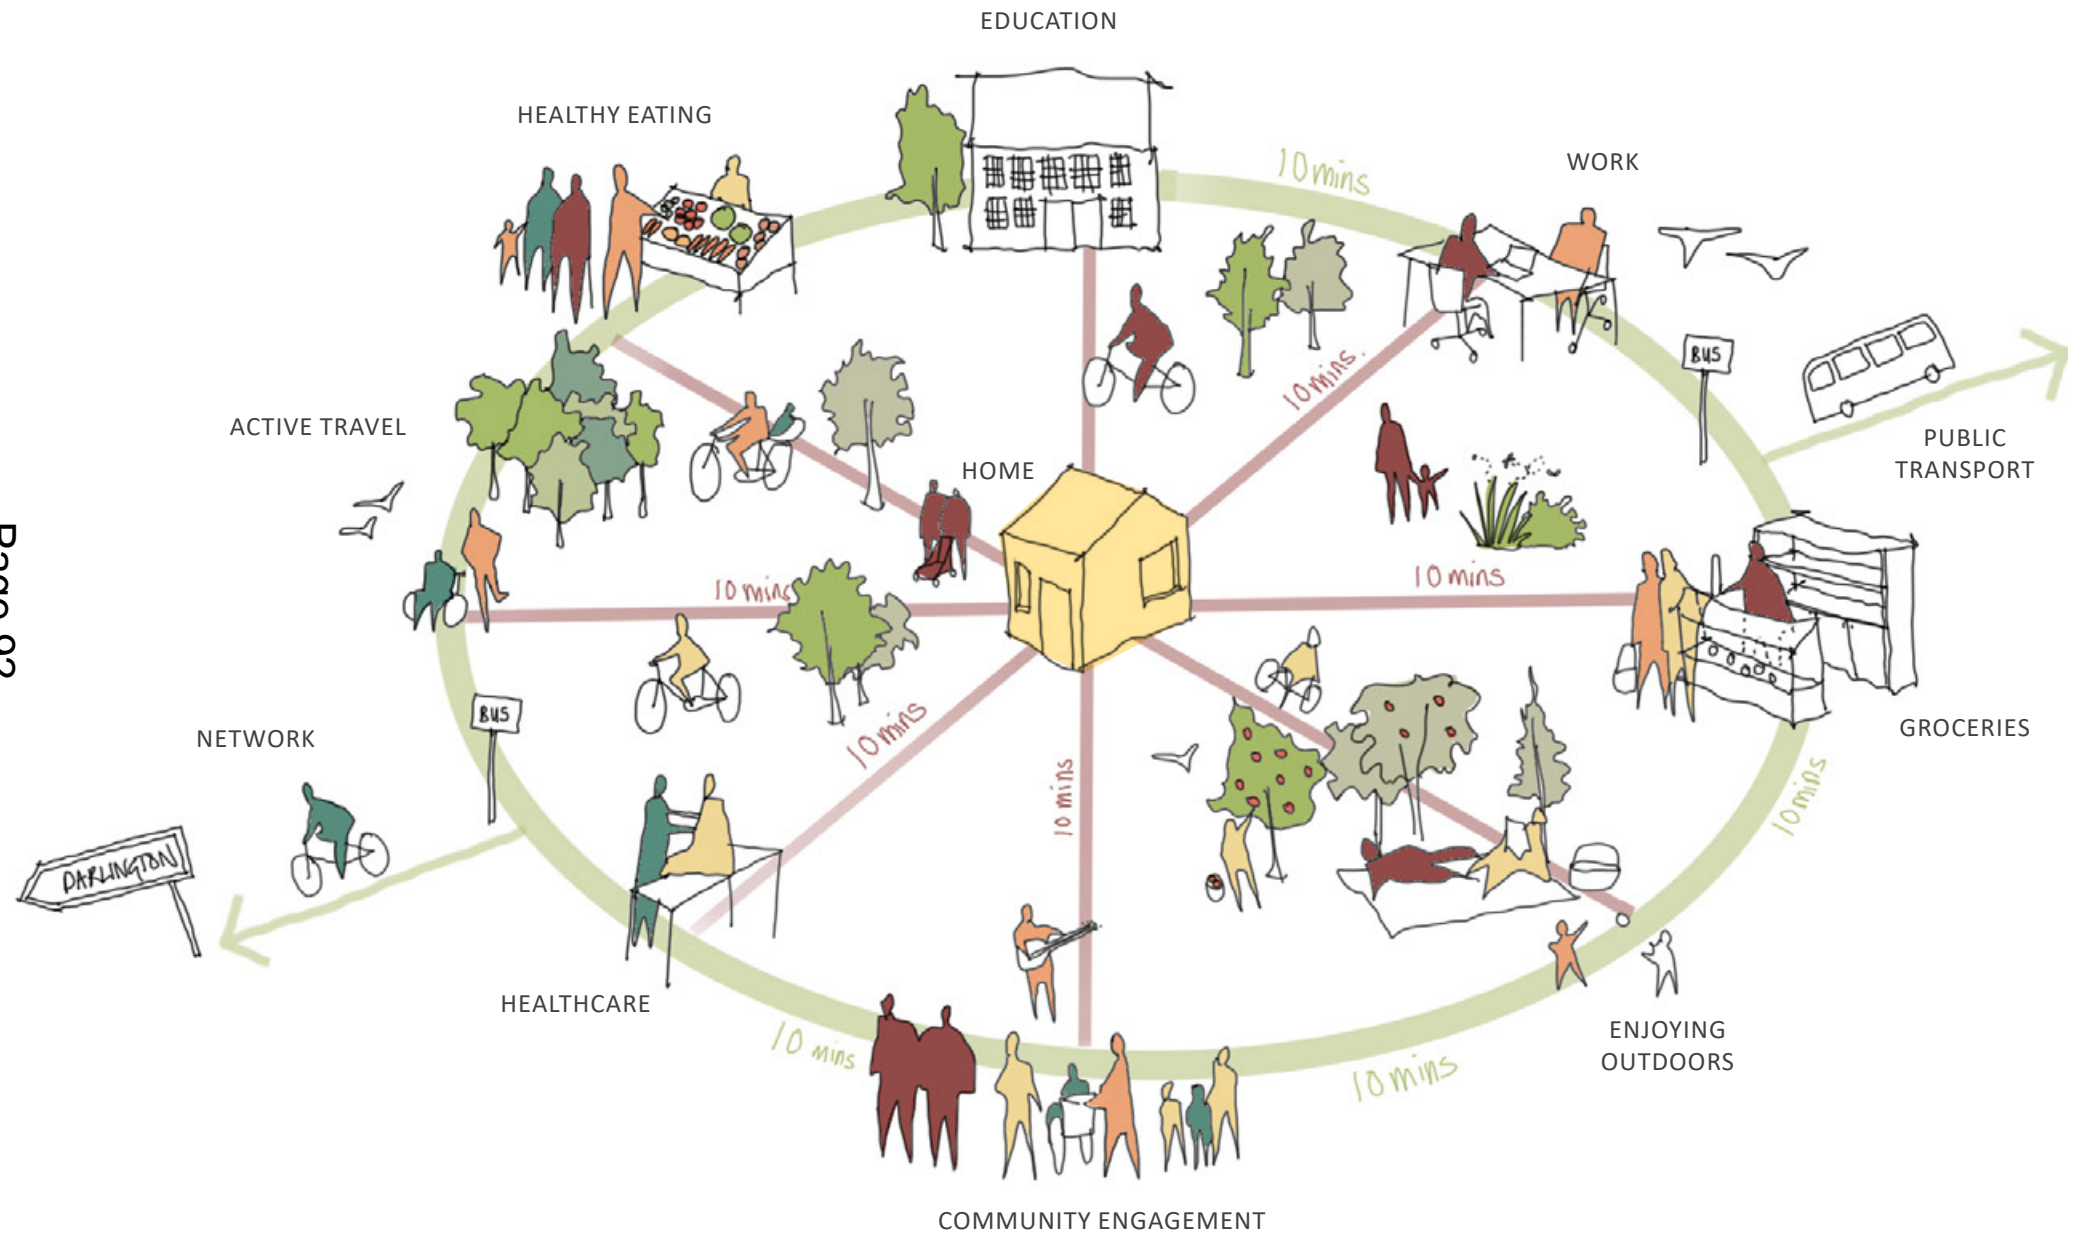 EDUCATION
HEALTHY EATING
10 mins
WORK
BUS
10 mins.
ACTIVE TRAVEL
PUBLIC
TRANSPORT
HOME
10 mins
10 mins
BUS
10 mins
NETWORK
GROCERIES
10 mins
10 mins
DARLINGTON
HEALTHCARE
10 mins
10 mins
ENJOYING
OUTDOORS
COMMUNITY ENGAGEMENT